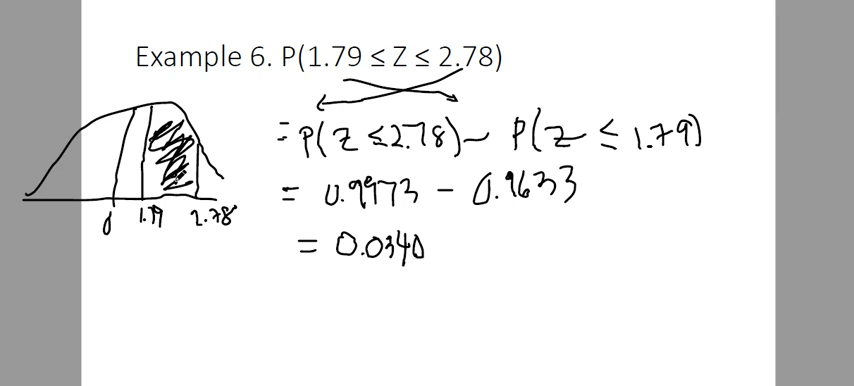 Example 6. P(1.79 ≤ Z ≤ 2.78)
= P(Z ≤ 2.78) - P(Z ≤ 1.79)
= 0.9973 - 0.9633
= 0.0340
0 1.79 2.78